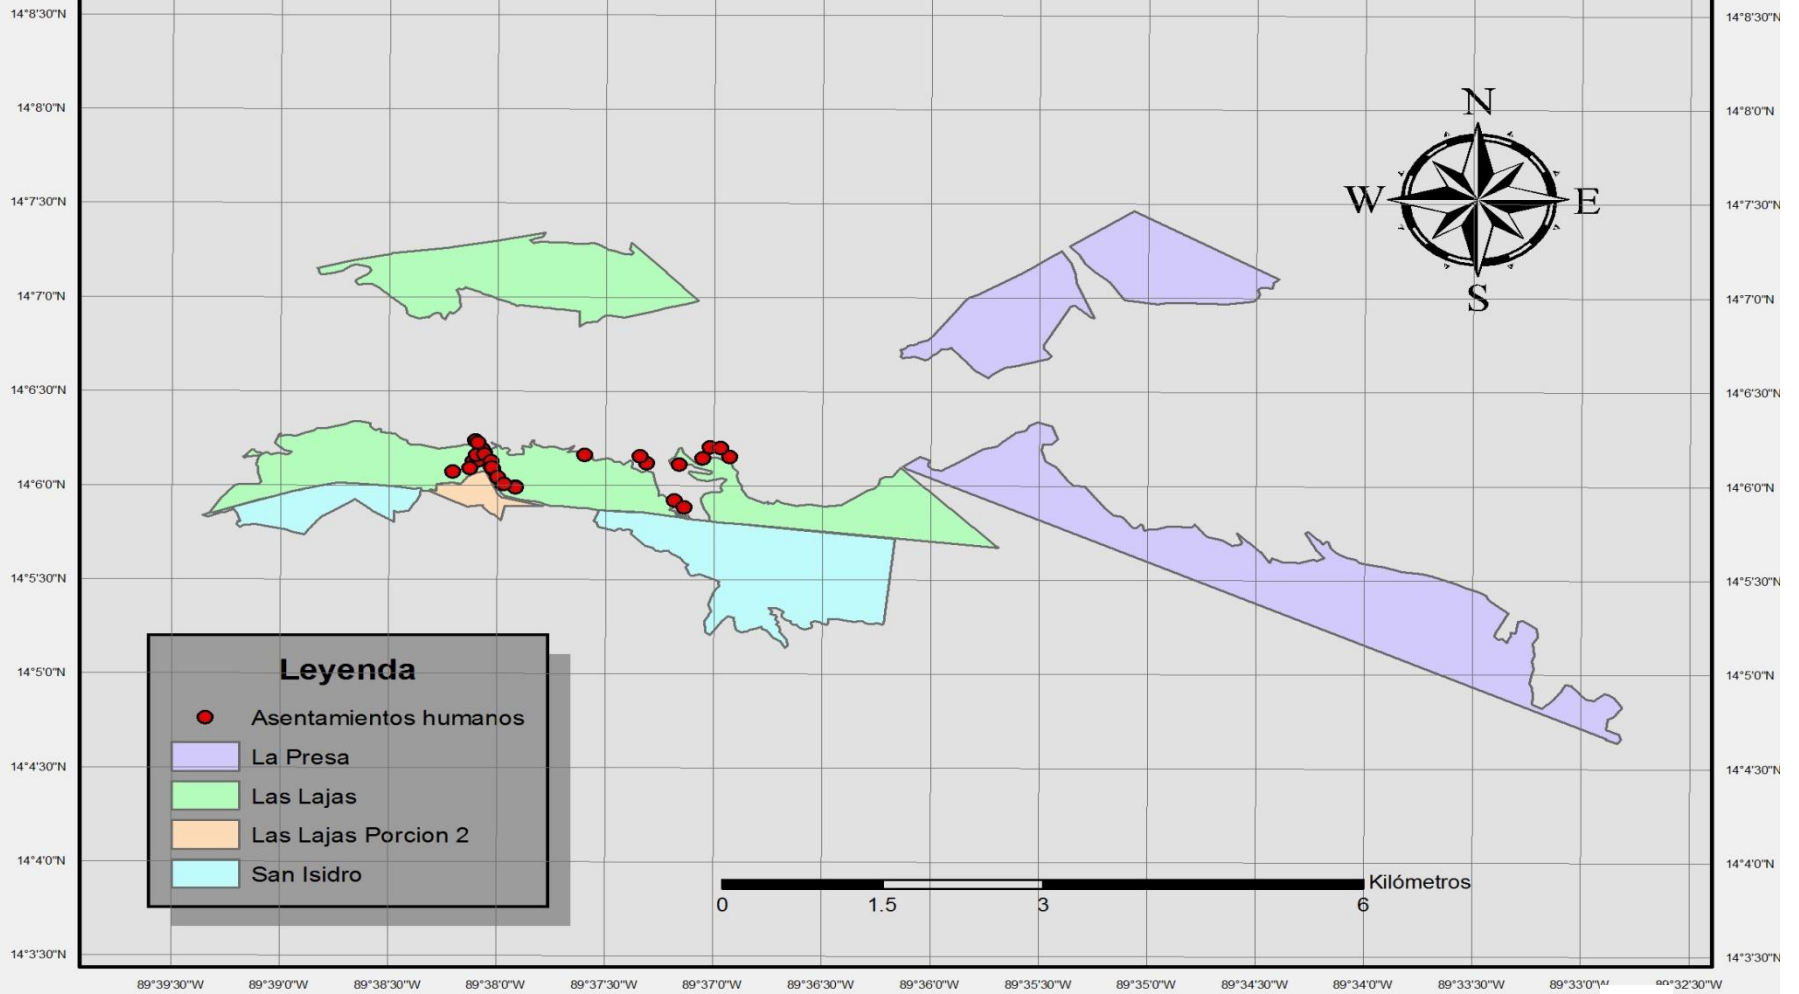 14°8'30"N 14°8'30"N
14°8'0"N N 14°8'0"N
14°7'30"N W E 14°7'30"N
14°7'0"N S 14°7'0"N
14°6'30"N 14°6'30"N
14°6'0"N 14°6'0"N
14°5'30"N 14°5'30"N
14°5'0"N 14°5'0"N
14°4'30"N 14°4'30"N
14°4'0"N 14°4'0"N
14°3'30"N 14°3'30"N
Leyenda
Asentamientos humanos
La Presa
Las Lajas
Las Lajas Porcion 2
San Isidro
Kilómetros
0 1.5 3 6
89°39'30"W 89°39'0"W 89°38'30"W 89°38'0"W 89°37'30"W 89°37'0"W 89°36'30"W 89°36'0"W 89°35'30"W 89°35'0"W 89°34'30"W 89°34'0"W 89°33'30"W 89°33'0"W 89°32'30"W